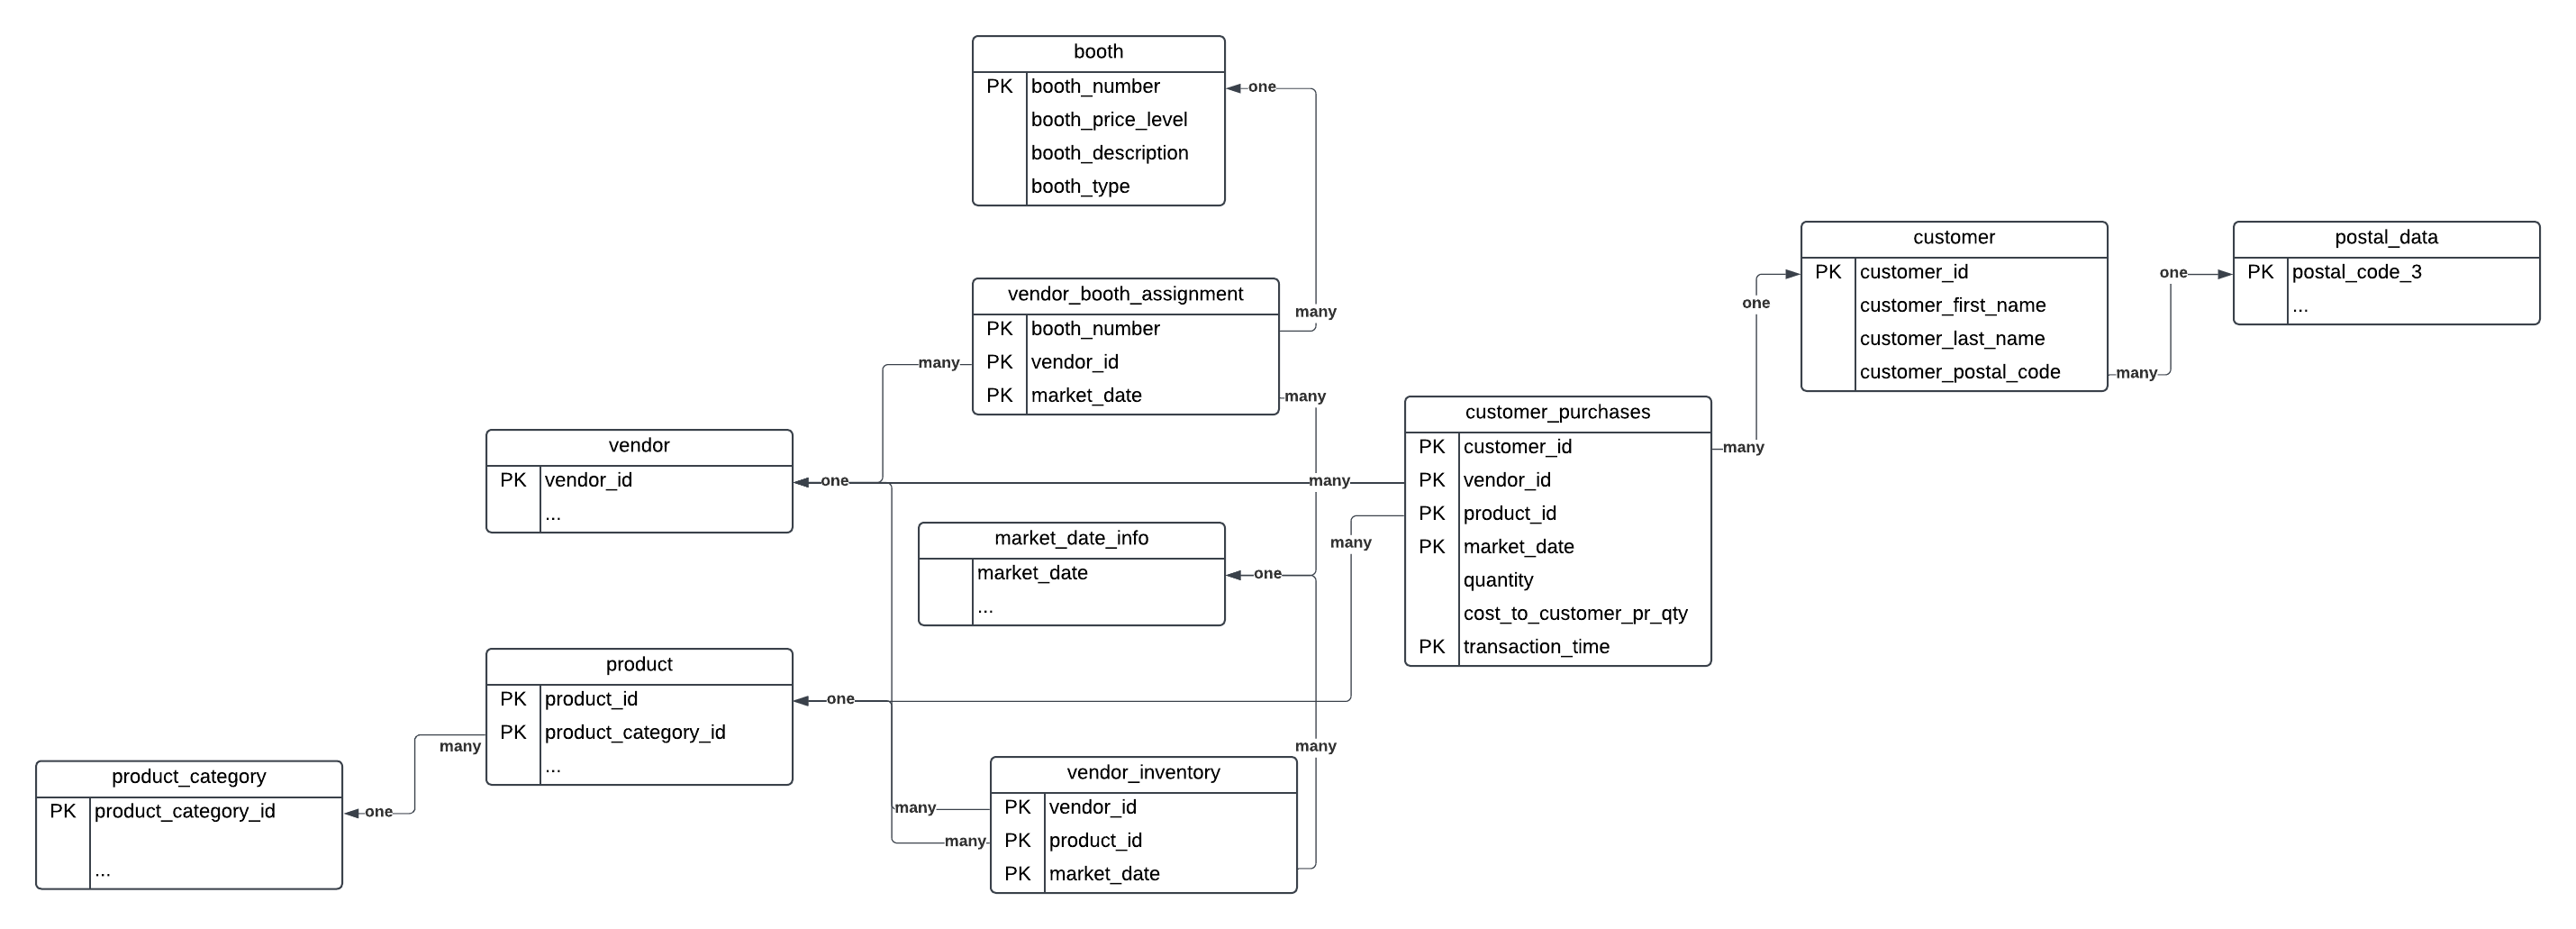 booth
PK booth_number
booth_price_level
booth_description
booth_type
one
many
vendor_booth_assignment
PK booth_number
PK vendor_id
PK market_date
many
many
vendor
PK vendor_id
...
one
many
market_date_info
market_date
...
one
many
product
PK product_id
PK product_category_id
...
one
many
many
product_category
PK product_category_id
...
one
vendor_inventory
PK vendor_id
PK product_id
PK market_date
many
many
customer_purchases
PK customer_id
PK vendor_id
PK product_id
PK market_date
quantity
cost_to_customer_pr_qty
PK transaction_time
many
one
customer
PK customer_id
customer_first_name
customer_last_name
customer_postal_code
many
one
postal_data
PK postal_code_3
...